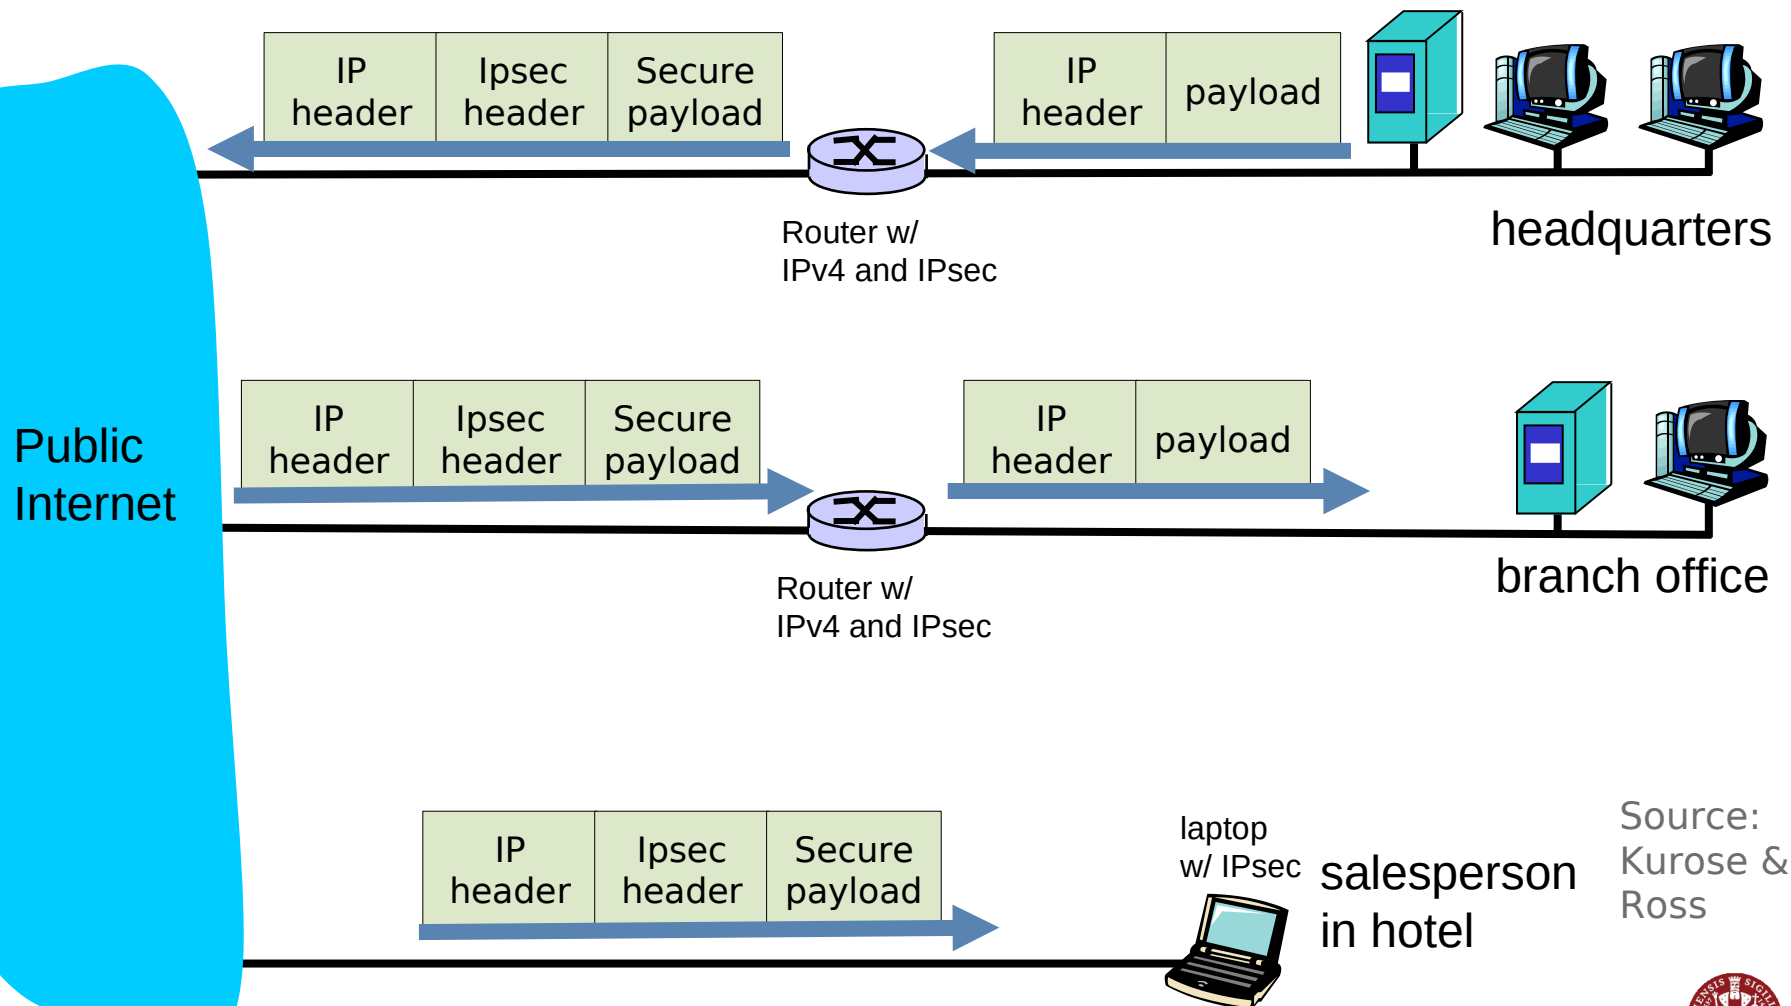 IP
header
Ipsec
header
Secure
payload
IP
header
payload
Router w/
IPv4 and IPsec
headquarters
Public
Internet
IP
header
Ipsec
header
Secure
payload
IP
header
payload
Router w/
IPv4 and IPsec
branch office
IP
header
Ipsec
header
Secure
payload
laptop
w/ IPsec
salesperson
in hotel
Source:
Kurose &
Ross